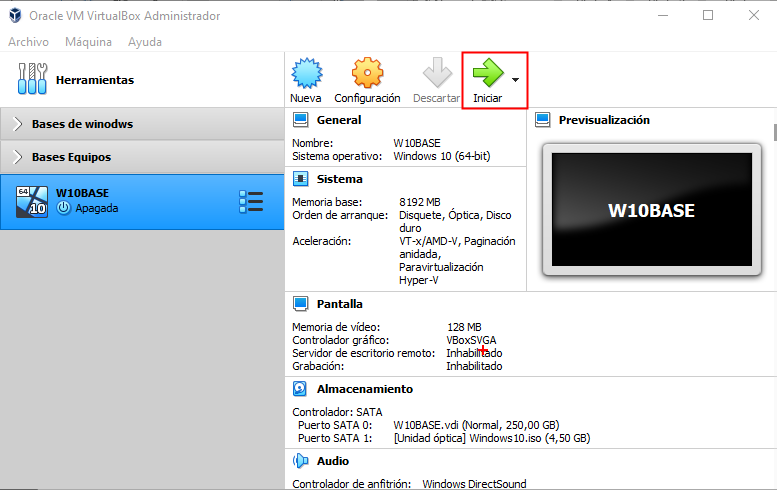 Oracle VM VirtualBox Administrador
Archivo Máquina Ayuda
Herramientas
Nueva Configuración Descartar Iniciar
Bases de winodws
Bases Equipos
64
10
W10BASE
Apagada
General
Nombre: W10BASE
Sistema operativo: Windows 10 (64-bit)
Sistema
Memoria base: 8192 MB
Orden de arranque: Disquete, Óptica, Disco
duro
Aceleración: VT-x/AMD-V, Paginación
anidada,
Paravirtualización
Hyper-V
Previsualización
W10BASE
Pantalla
Memoria de vídeo: 128 MB
Controlador gráfico: VBoxSVGA
Servidor de escritorio remoto: Inhabilitado
Grabación: Inhabilitado
Almacenamiento
Controlador: SATA
Puerto SATA 0: W10BASE.vdi (Normal, 250,00 GB)
Puerto SATA 1: [Unidad óptica] Windows10.iso (4,50 GB)
Audio
Controlador de anfitrión: Windows DirectSound